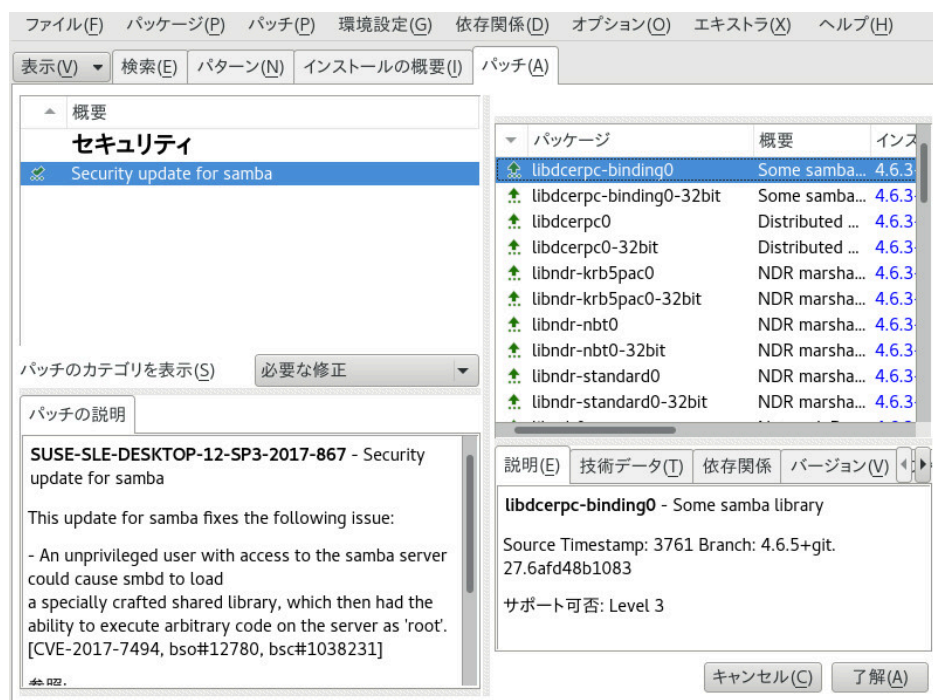 ファイル(F) パッケージ(P) パッチ(P) 環境設定(G) 依存関係(D) オプション(O) エキストラ(X) ヘルプ(H)
表示(V) 検索(E) パターン(N) インストールの概要(I) パッチ(A)
概要
セキュリティ
Security update for samba
パッチのカテゴリを表示(S) 必要な修正
パッチの説明
SUSE-SLE-DESKTOP-12-SP3-2017-867 - Security
update for samba
This update for samba fixes the following issue:
- An unprivileged user with access to the samba server
could cause smbd to load
a specially crafted shared library, which then had the
ability to execute arbitrary code on the server as 'root'.
[CVE-2017-7494, bso#12780, bsc#1038231]
参照:
パッケージ 概要 インス
libdcerpc-binding0 Some samba... 4.6.3
libdcerpc-binding0-32bit Some samba... 4.6.3
libdcerpc0 Distributed ... 4.6.3
libdcerpc0-32bit Distributed ... 4.6.3
libndr-krb5pac0 NDR marsha... 4.6.3
libndr-krb5pac0-32bit NDR marsha... 4.6.3
libndr-nbt0 NDR marsha... 4.6.3
libndr-nbt0-32bit NDR marsha... 4.6.3
libndr-standard0 NDR marsha... 4.6.3
libndr-standard0-32bit NDR marsha... 4.6.3
説明(E) 技術データ(T) 依存関係 バージョン(V)
libdcerpc-binding0 - Some samba library
Source Timestamp: 3761 Branch: 4.6.5+git.
27.6afd48b1083
サポート可否: Level 3
キャンセル(C) 了解(A)